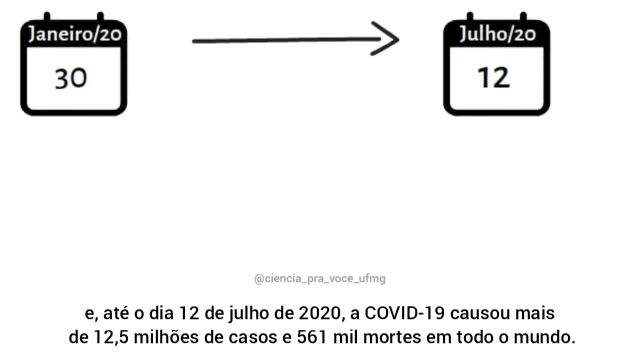 Janeiro/20
30
Julho/20
12
@ciencia_pra_voce_ufmg
e, até o dia 12 de julho de 2020, a COVID-19 causou mais
de 12,5 milhões de casos e 561 mil mortes em todo o mundo.